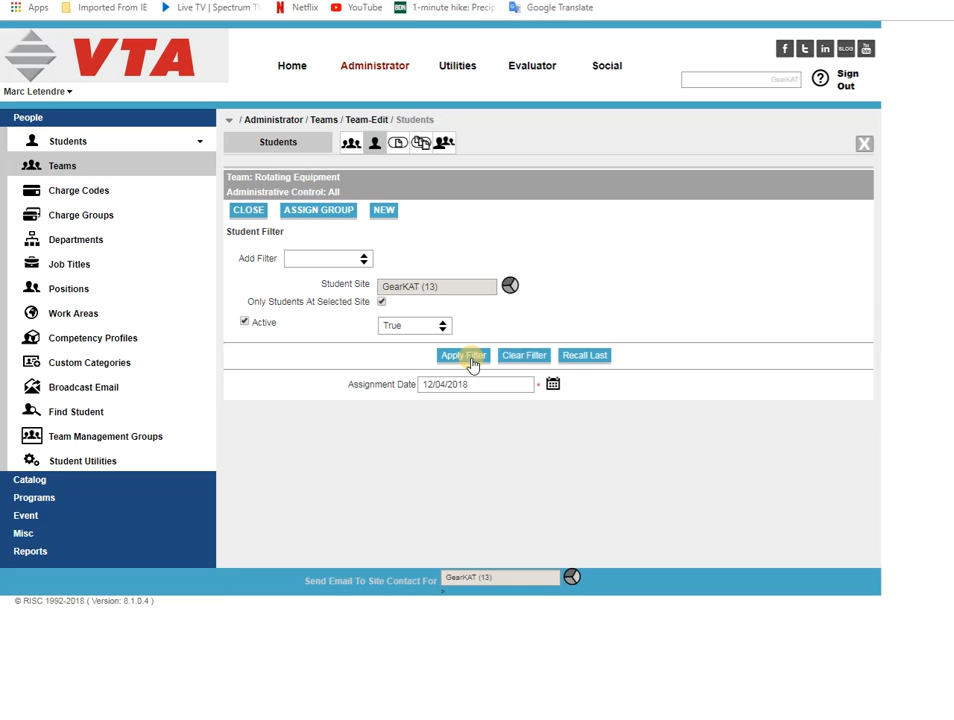 Apps Imported From IE Live TV | Spectrum T Netflix YouTube BDN 1-minute hike: Precip Google Translate
VTA
Home Administrator Utilities Evaluator Social
f t in BLOG You
GearKAT ? Sign Out
Marc Letendre
People
Students
Teams
Charge Codes
Charge Groups
Departments
Job Titles
Positions
Work Areas
Competency Profiles
Custom Categories
Broadcast Email
Find Student
Team Management Groups
Student Utilities
Catalog
Programs
Event
Misc
Reports
/ Administrator / Teams / Team-Edit / Students
Students X
Team: Rotating Equipment
Administrative Control: All
CLOSE ASSIGN GROUP NEW
Student Filter
Add Filter
Student Site GearKAT (13)
Only Students At Selected Site
Active True
Apply Filter Clear Filter Recall Last
Assignment Date 12/04/2018 *
Send Email To Site Contact For GearKAT (13)
>
© RISC 1992-2018 ( Version: 8.1.0.4 )